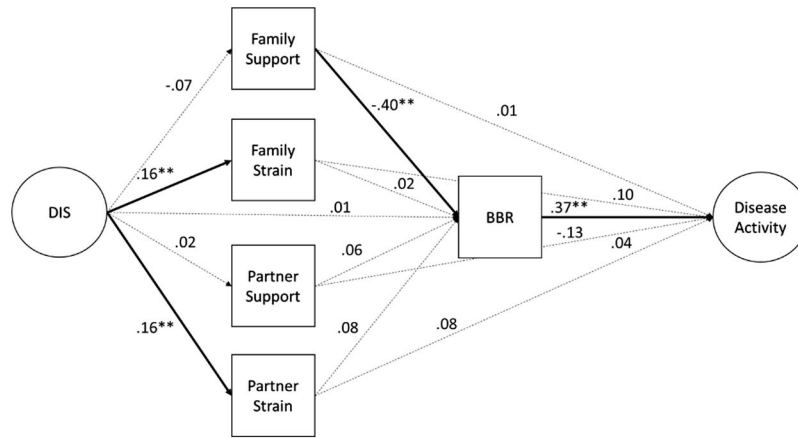 Family
Support
-.07
.01
-.40**
Family
Strain
.16**
.02
.10
DIS
.01
BBR
.37**
Disease
Activity
.02
Partner
Support
.06
-.13
.04
.16**
.08
.08
Partner
Strain